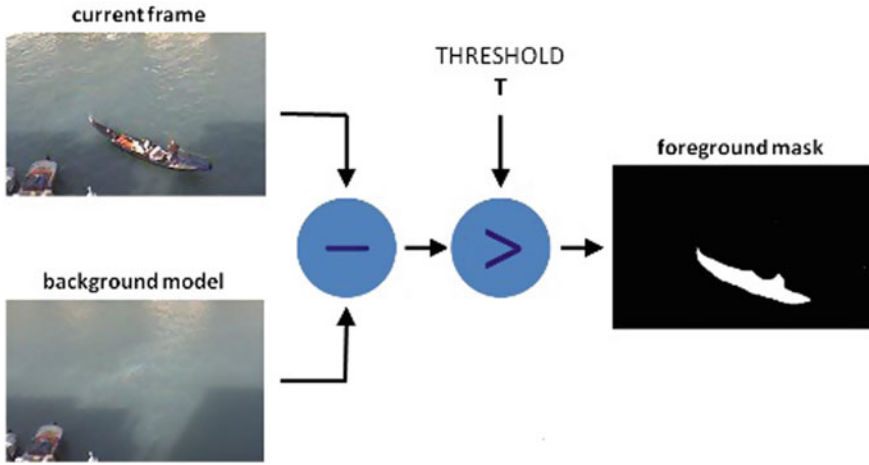 current frame
THRESHOLD
T
foreground mask
—
>
background model